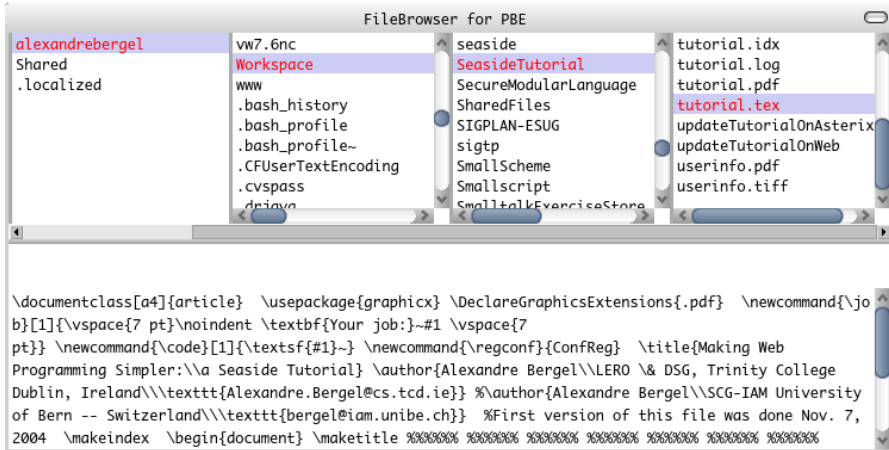 FileBrowser for PBE
alexandrebergel
Shared
.localized
vw7.6nc
Workspace
www
.bash_history
.bash_profile
.bash_profile~
.CFUserTextEncoding
.cvspass
.drjava
seaside
SeasideTutorial
SecureModularLanguage
SharedFiles
SIGPLAN-ESUG
sigtp
SmallScheme
Smallscript
SmalltalkExerciseStore
tutorial.idx
tutorial.log
tutorial.pdf
tutorial.tex
updateTutorialOnAsterix
updateTutorialOnWeb
userinfo.pdf
userinfo.tiff
\documentclass[a4]{article}  \usepackage{graphicx} \DeclareGraphicsExtensions{.pdf}  \newcommand{\jo
b}[1]{\vspace{7 pt}\noindent \textbf{Your job:}~#1 \vspace{7
pt}} \newcommand{\code}[1]{\textsf{#1}~} \newcommand{\regconf}{ConfReg}  \title{Making Web
Programming Simpler:\\a Seaside Tutorial} \author{Alexandre Bergel\\LERO \& DSG, Trinity College
Dublin, Ireland\\\texttt{Alexandre.Bergel@cs.tcd.ie}} %\author{Alexandre Bergel\\SCG-IAM University
of Bern -- Switzerland\\\texttt{bergel@iam.unibe.ch}}  %First version of this file was done Nov. 7,
2004  \makeindex  \begin{document} \maketitle %%%%%% %%%%%% %%%%%% %%%%%% %%%%%% %%%%%% %%%%%%